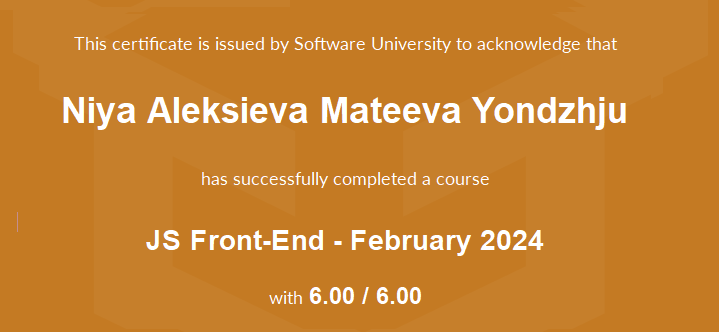 This certificate is issued by Software University to acknowledge that
Niya Aleksieva Mateeva Yondzhju
has successfully completed a course
JS Front-End - February 2024
with 6.00 / 6.00